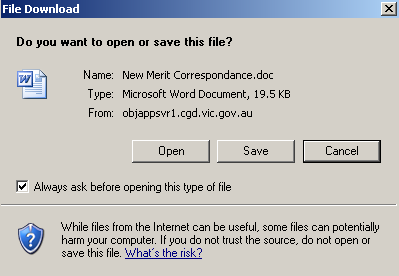 File Download
Do you want to open or save this file?
Name: New Merit Correspondance.doc
Type: Microsoft Word Document, 19.5 KB
From: objappsvr1.cgd.vic.gov.au
Open Save Cancel
Always ask before opening this type of file
While files from the Internet can be useful, some files can potentially
harm your computer. If you do not trust the source, do not open or
save this file. What's the risk?